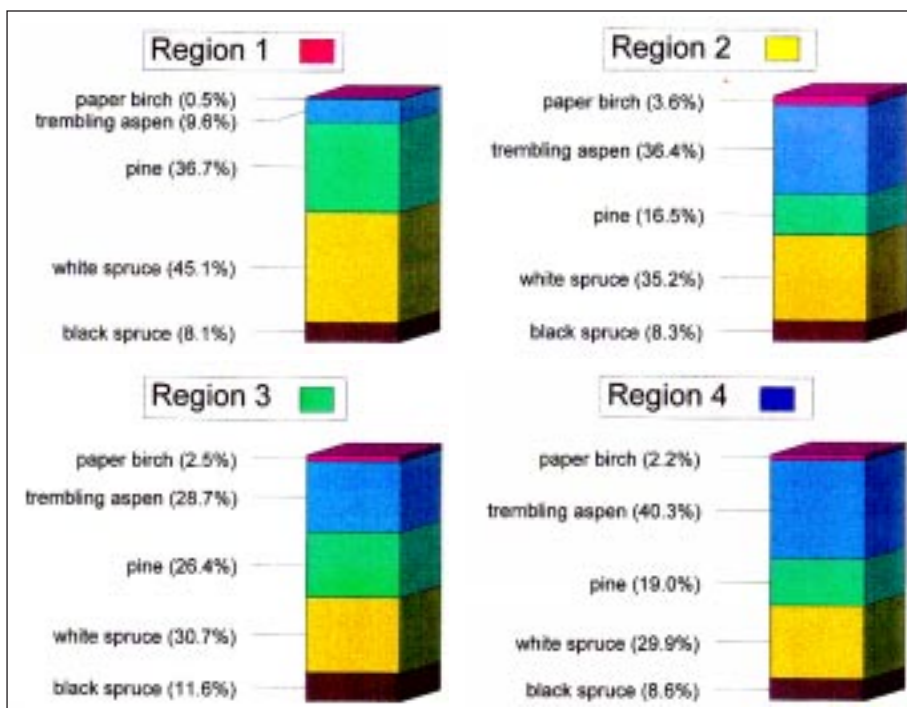 Region 1
paper birch (0.5%)
trembling aspen (9.6%)
pine (36.7%)
white spruce (45.1%)
black spruce (8.1%)
Region 2
paper birch (3.6%)
trembling aspen (36.4%)
pine (16.5%)
white spruce (35.2%)
black spruce (8.3%)
Region 3
paper birch (2.5%)
trembling aspen (28.7%)
pine (26.4%)
white spruce (30.7%)
black spruce (11.6%)
Region 4
paper birch (2.2%)
trembling aspen (40.3%)
pine (19.0%)
white spruce (29.9%)
black spruce (8.6%)